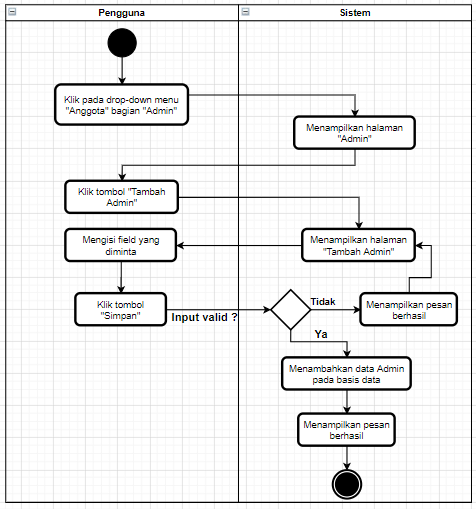 Pengguna
Sistem
Klik pada drop-down menu
"Anggota" bagian "Admin"
Menampilkan halaman
"Admin"
Klik tombol "Tambah
Admin"
Mengisi field yang
diminta
Menampilkan halaman
"Tambah Admin"
Klik tombol
"Simpan"
Input valid ?
Tidak
Menampilkan pesan
berhasil
Ya
Menambahkan data Admin
pada basis data
Menampilkan pesan
berhasil